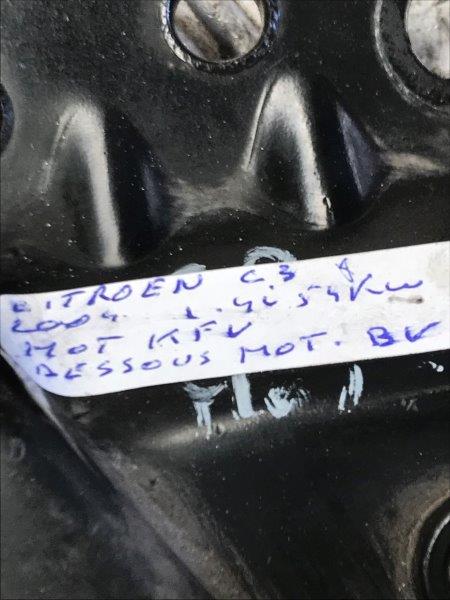 CITROEN C3
2004 1.4i 54KW
MOT KFV
DESSOUS MOT. BV